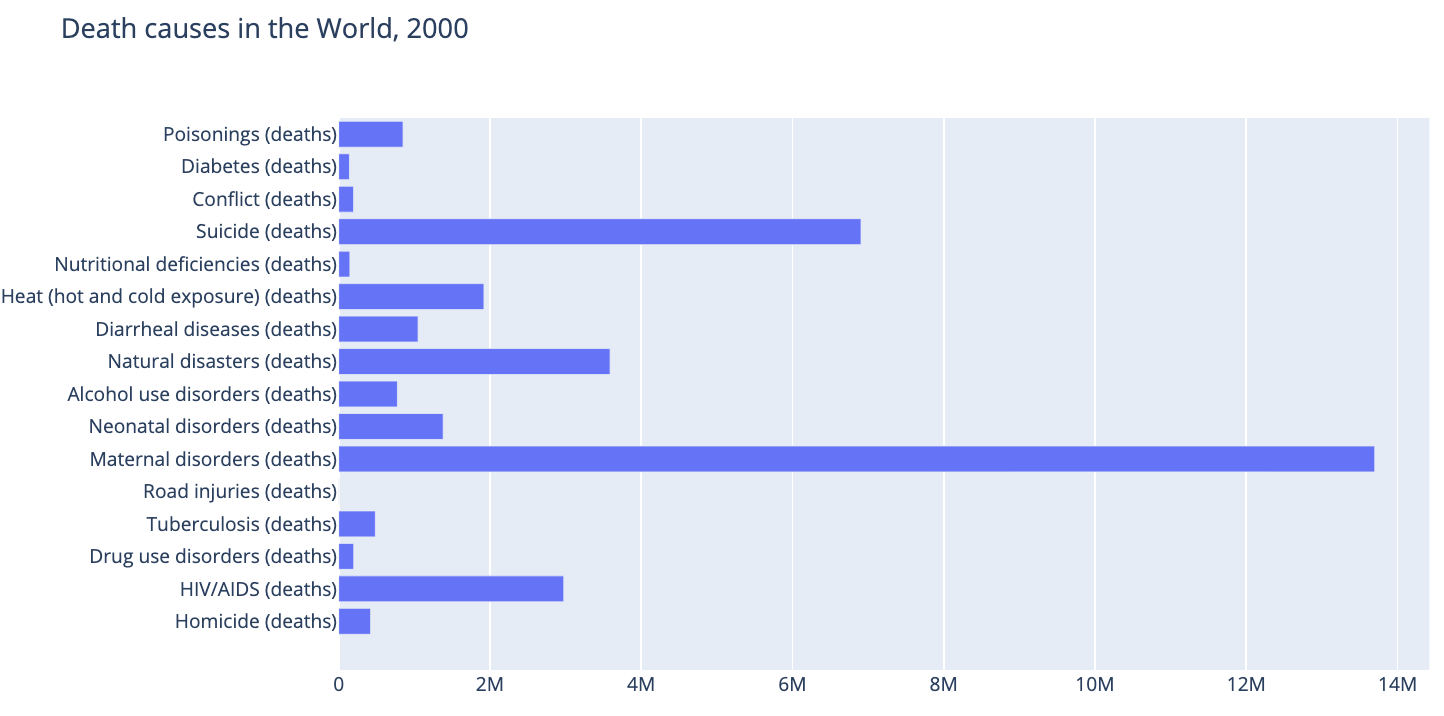 Death causes in the World, 2000
Poisonings (deaths)
Diabetes (deaths)
Conflict (deaths)
Suicide (deaths)
Nutritional deficiencies (deaths)
Heat (hot and cold exposure) (deaths)
Diarrheal diseases (deaths)
Natural disasters (deaths)
Alcohol use disorders (deaths)
Neonatal disorders (deaths)
Maternal disorders (deaths)
Road injuries (deaths)
Tuberculosis (deaths)
Drug use disorders (deaths)
HIV/AIDS (deaths)
Homicide (deaths)
0 2M 4M 6M 8M 10M 12M 14M